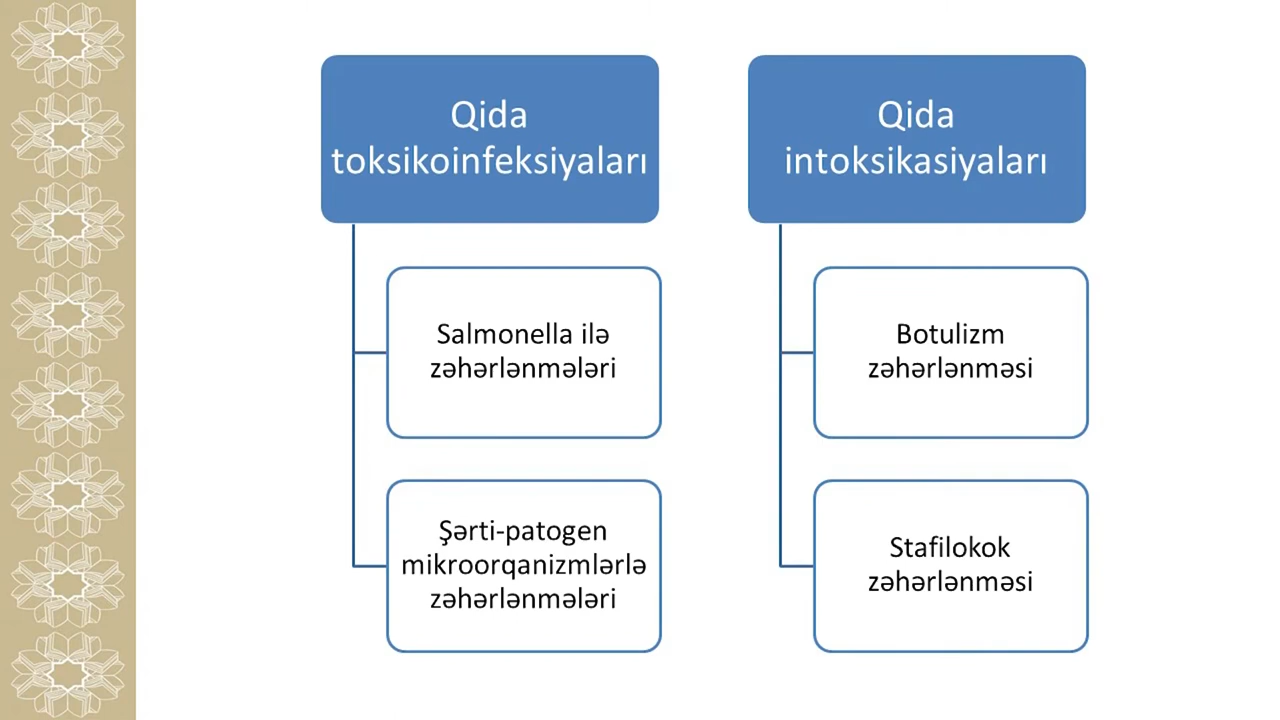 Qida
toksikoinfeksiyaları
Salmonella ilə
zəhərlənmələri
Şərti-patogen
mikroorqanizmlərlə
zəhərlənmələri
Qida
intoksikasiyaları
Botulizm
zəhərlənməsi
Stafilokok
zəhərlənməsi